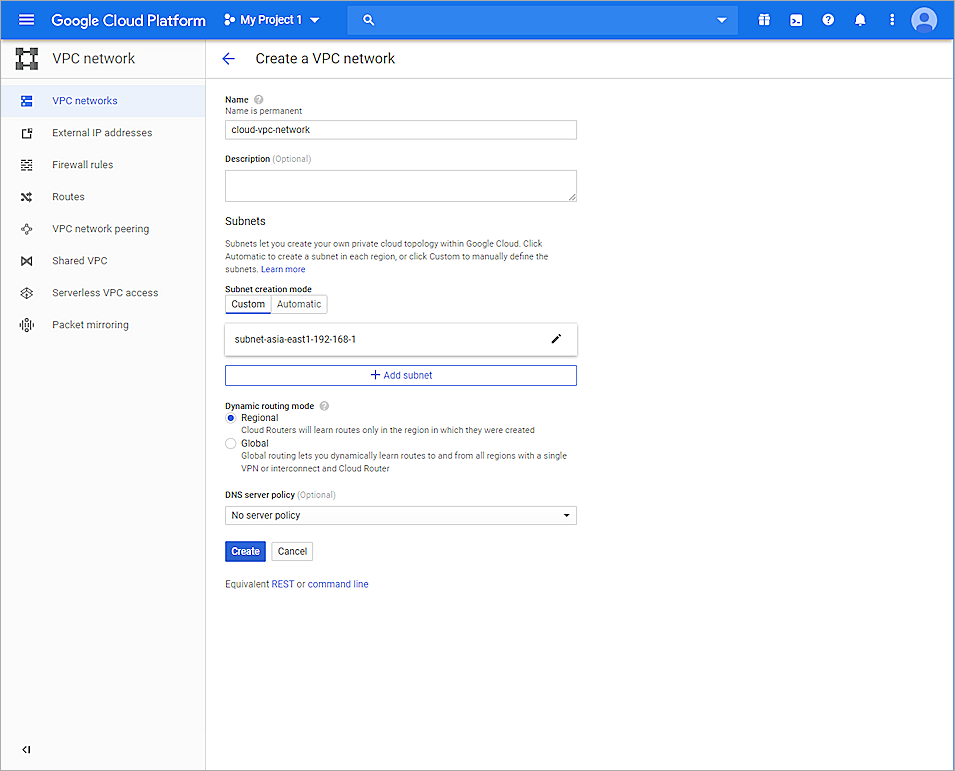 Google Cloud Platform
My Project 1
VPC network
Create a VPC network
VPC networks
External IP addresses
Firewall rules
Routes
VPC network peering
Shared VPC
Serverless VPC access
Packet mirroring
Name
Name is permanent
cloud-vpc-network
Description (Optional)
Subnets
Subnets let you create your own private cloud topology within Google Cloud. Click
Automatic to create a subnet in each region, or click Custom to manually define the
subnets. Learn more
Subnet creation mode
Custom Automatic
subnet-asia-east1-192-168-1
+ Add subnet
Dynamic routing mode
Regional
Cloud Routers will learn routes only in the region in which they were created
Global
Global routing lets you dynamically learn routes to and from all regions with a single
VPN or interconnect and Cloud Router
DNS server policy (Optional)
No server policy
Create Cancel
Equivalent REST or command line